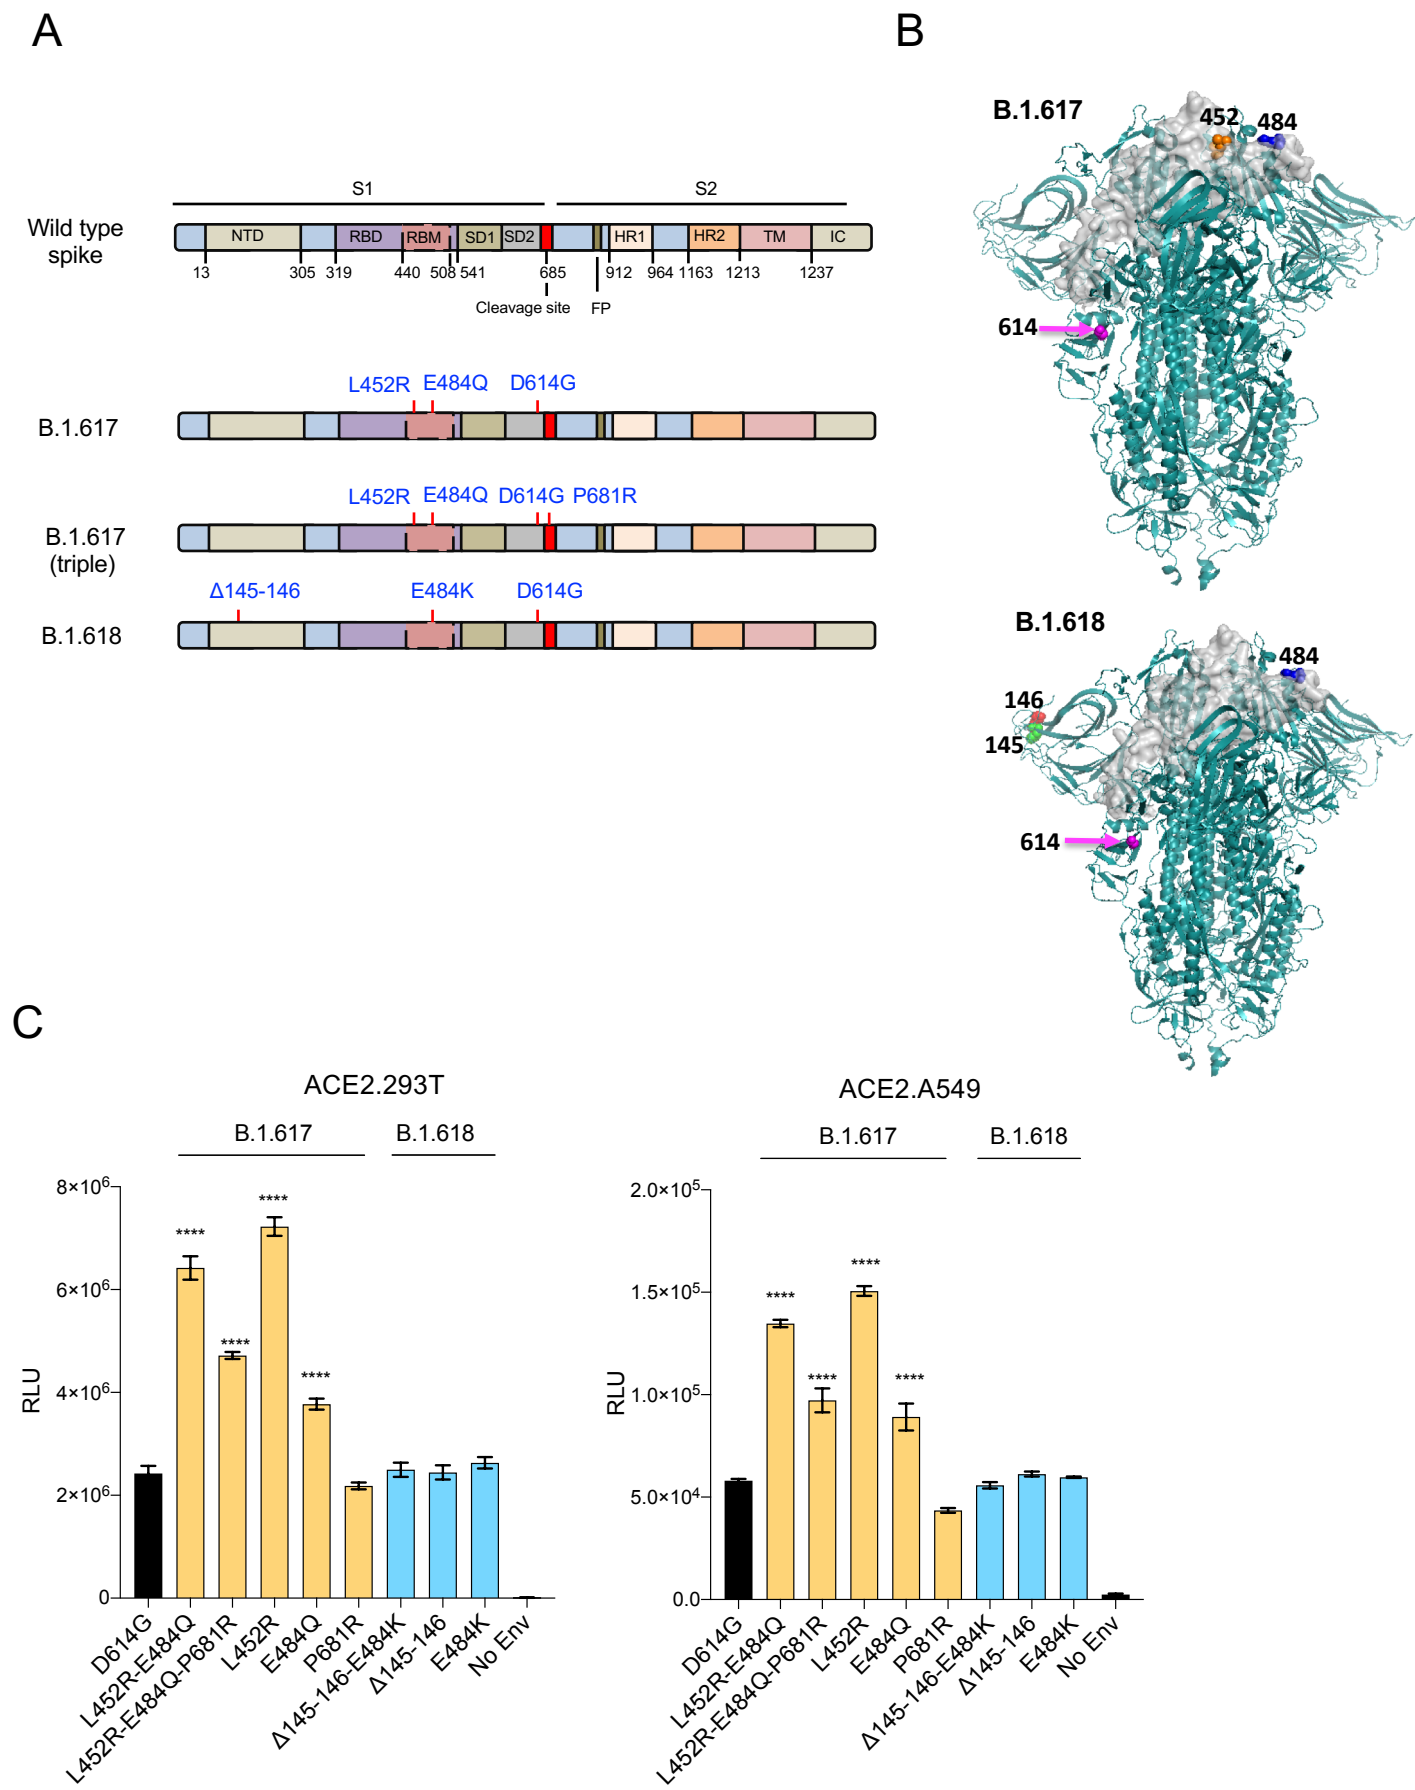 A
S1 S2
Wild type
spike
NTD RBD RBM SD1 SD2 HR1 HR2 TM IC
13 305 319 440 508 541 685 912 964 1163 1213 1237
Cleavage site FP
L452R E484Q D614G
B.1.617
L452R E484Q D614G P681R
B.1.617
(triple)
Δ145-146 E484K D614G
B.1.618
B
B.1.617
452 484
614
B.1.618
484
146
145
614
C
ACE2.293T
B.1.617 B.1.618
8×10⁶
6×10⁶
4×10⁶
2×10⁶
0
RLU
**** **** **** ****
D614G
L452R-E484Q
L452R-E484Q-P681R
L452R
E484Q
P681R
Δ145-146-E484K
Δ145-146
E484K
No Env
ACE2.A549
B.1.617 B.1.618
2.0×10⁵
1.5×10⁵
1.0×10⁵
5.0×10⁴
0.0
RLU
**** **** **** ****
D614G
L452R-E484Q
L452R-E484Q-P681R
L452R
E484Q
P681R
Δ145-146-E484K
Δ145-146
E484K
No Env